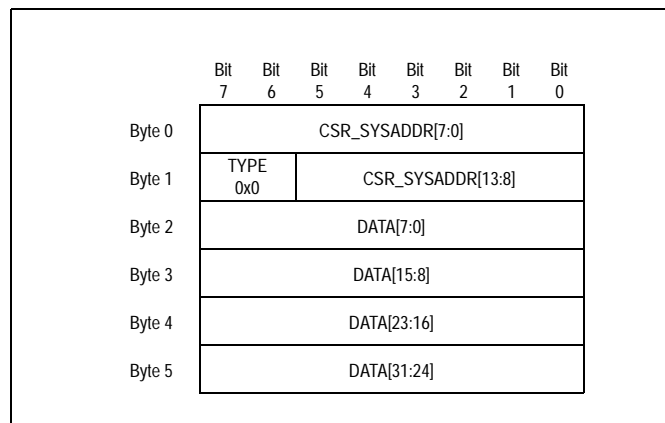 Bit Bit Bit Bit Bit Bit Bit Bit
7 6 5 4 3 2 1 0
Byte 0 CSR_SYSADDR[7:0]
Byte 1 TYPE 0x0 CSR_SYSADDR[13:8]
Byte 2 DATA[7:0]
Byte 3 DATA[15:8]
Byte 4 DATA[23:16]
Byte 5 DATA[31:24]